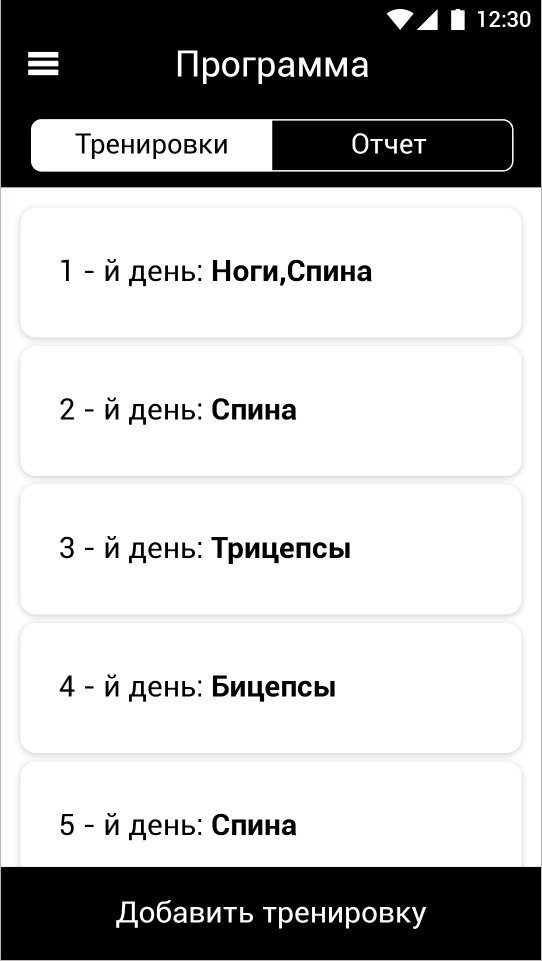 12:30
Программа
Тренировки
Отчет
1 - й день: Ноги,Спина
2 - й день: Спина
3 - й день: Трицепсы
4 - й день: Бицепсы
5 - й день: Спина
Добавить тренировку